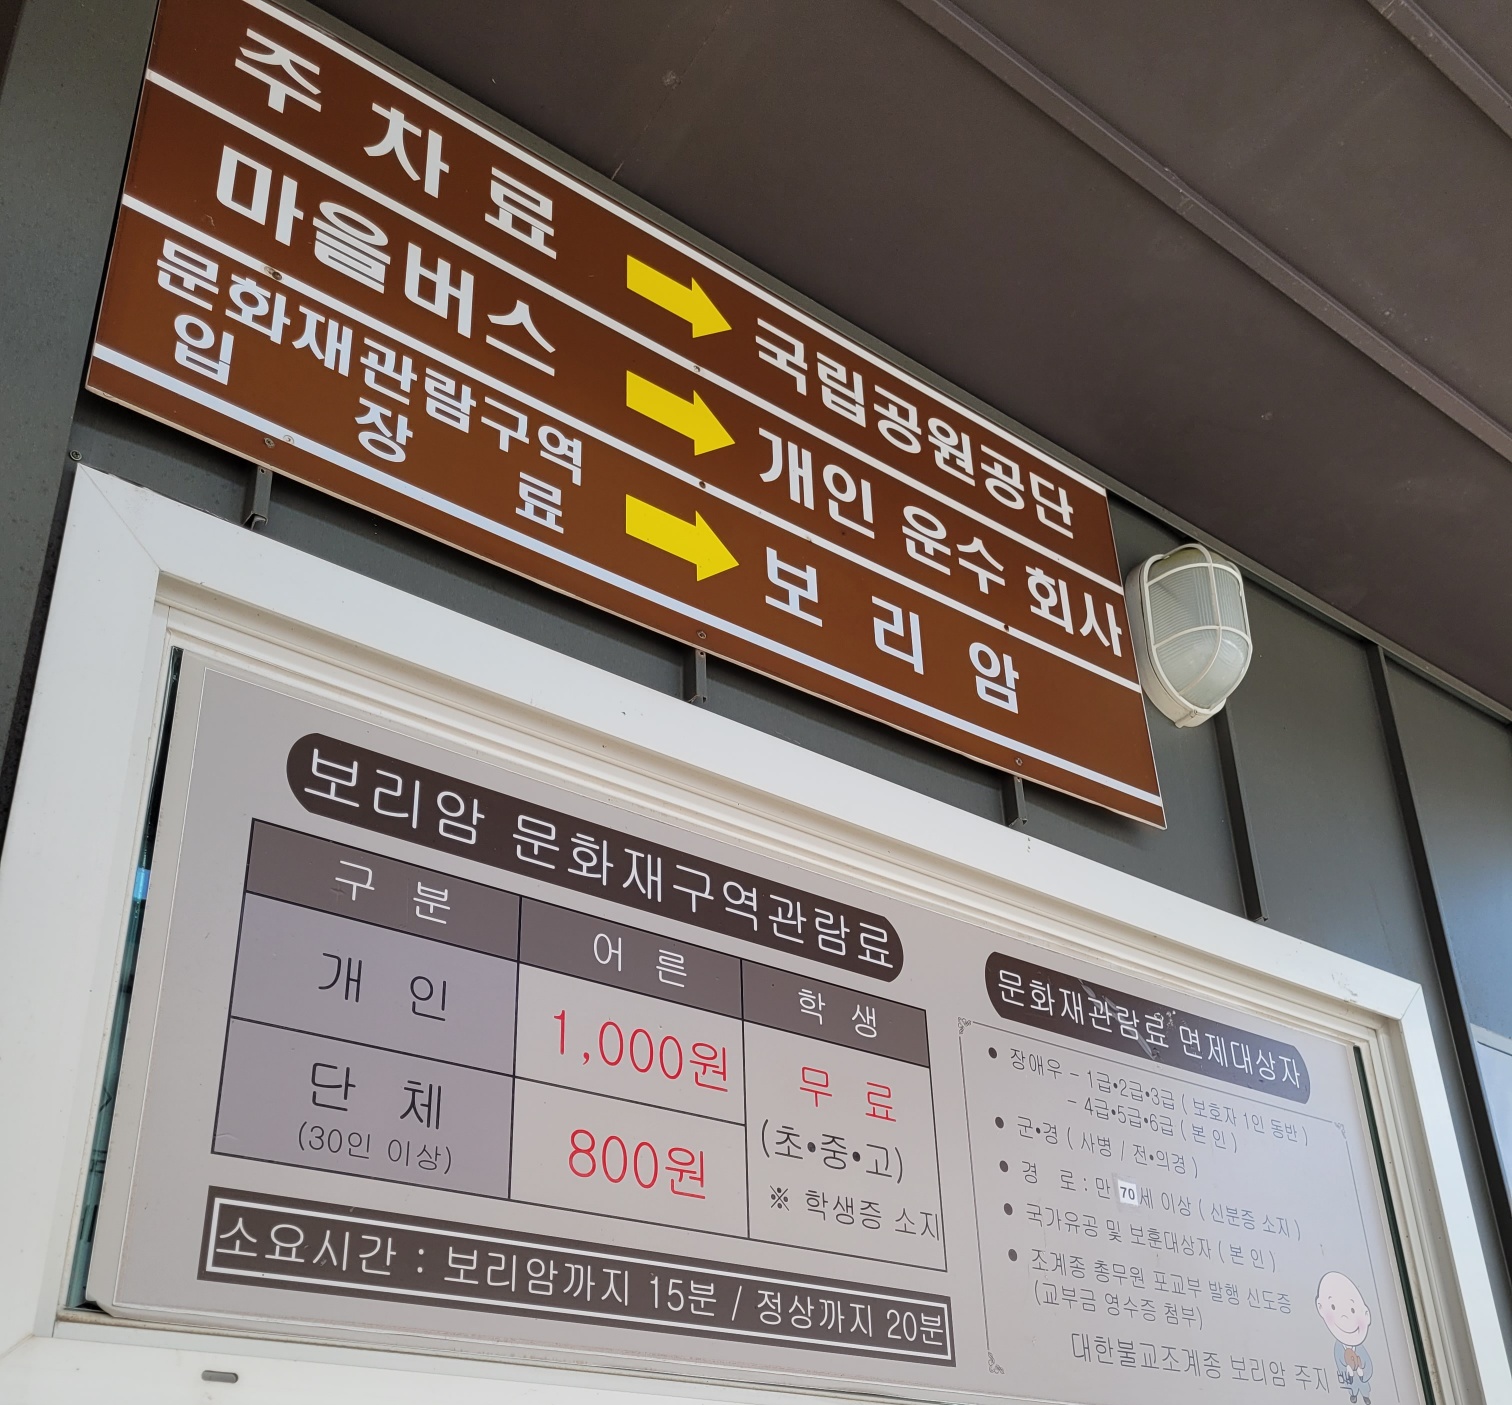 주 차 료 국립공원공단
마을버스 개인 운수 회사
문화재관람구역
입 장 료 보 리 암
보리암 문화재구역관람료
구 분 어 른 학 생
개 인 1,000원 무 료
(초•중•고)
※ 학생증 소지
단 체 800원
(30인 이상)
소요시간 : 보리암까지 15분 / 정상까지 20분
문화재관람료 면제대상자
• 장애우 - 1급•2급•3급 ( 보호자 1인 동반 )
- 4급•5급•6급 ( 본 인 )
• 군•경 ( 사병 / 전•의경 )
• 경 로 : 만 70세 이상 ( 신분증 소지 )
• 국가유공 및 보훈대상자 ( 본 인 )
• 조계종 총무원 포교부 발행 신도증
(교부금 영수증 첨부)
대한불교조계종 보리암 주지 백